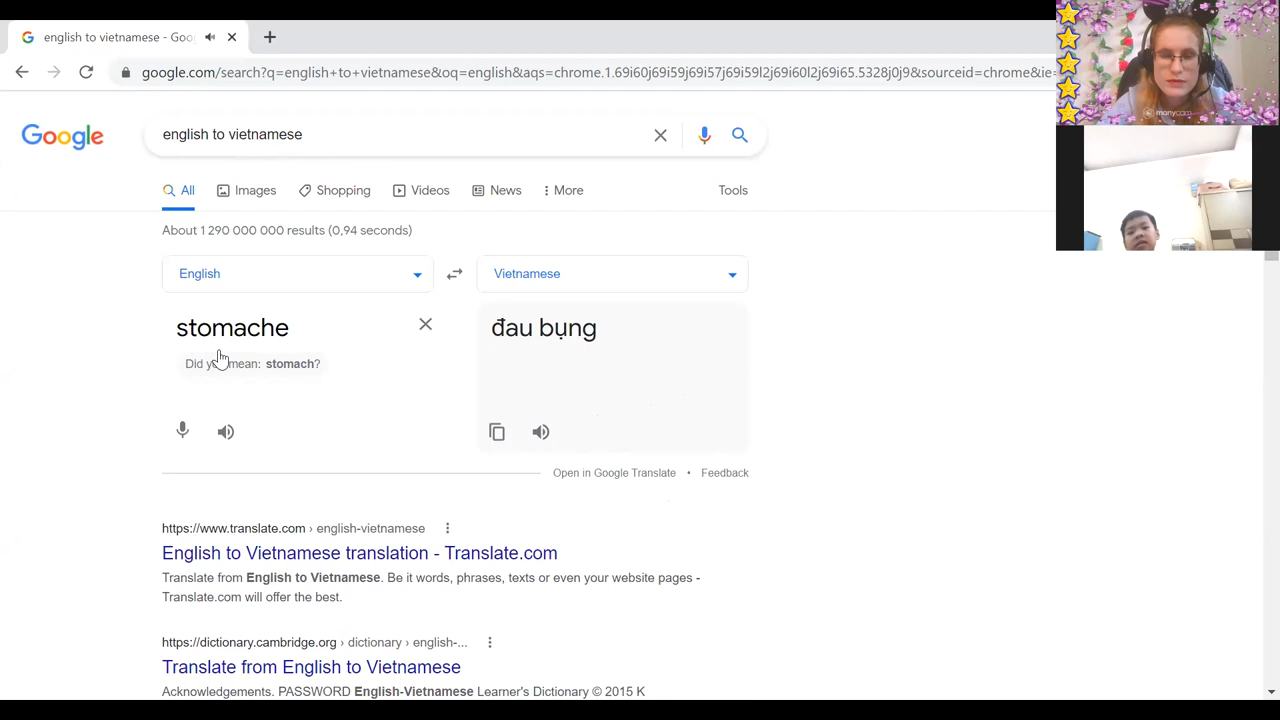 english to vietnamese - Goo
google.com/search?q=english+to+vietnamese&oq=english&aqs=chrome.1.69i60j69i59j69i57j69i59l2j69i60l2j69i65.5328j0j9&sourceid=chrome&ie=
manycam
Google
english to vietnamese
All Images Shopping Videos News More Tools
About 1 290 000 000 results (0,94 seconds)
English Vietnamese
stomache đau bụng
Did mean: stomach?
Open in Google Translate • Feedback
https://www.translate.com › english-vietnamese
English to Vietnamese translation - Translate.com
Translate from English to Vietnamese. Be it words, phrases, texts or even your website pages -
Translate.com will offer the best.
https://dictionary.cambridge.org › dictionary › english-...
Translate from English to Vietnamese
Acknowledgements. PASSWORD English-Vietnamese Learner's Dictionary © 2015 K